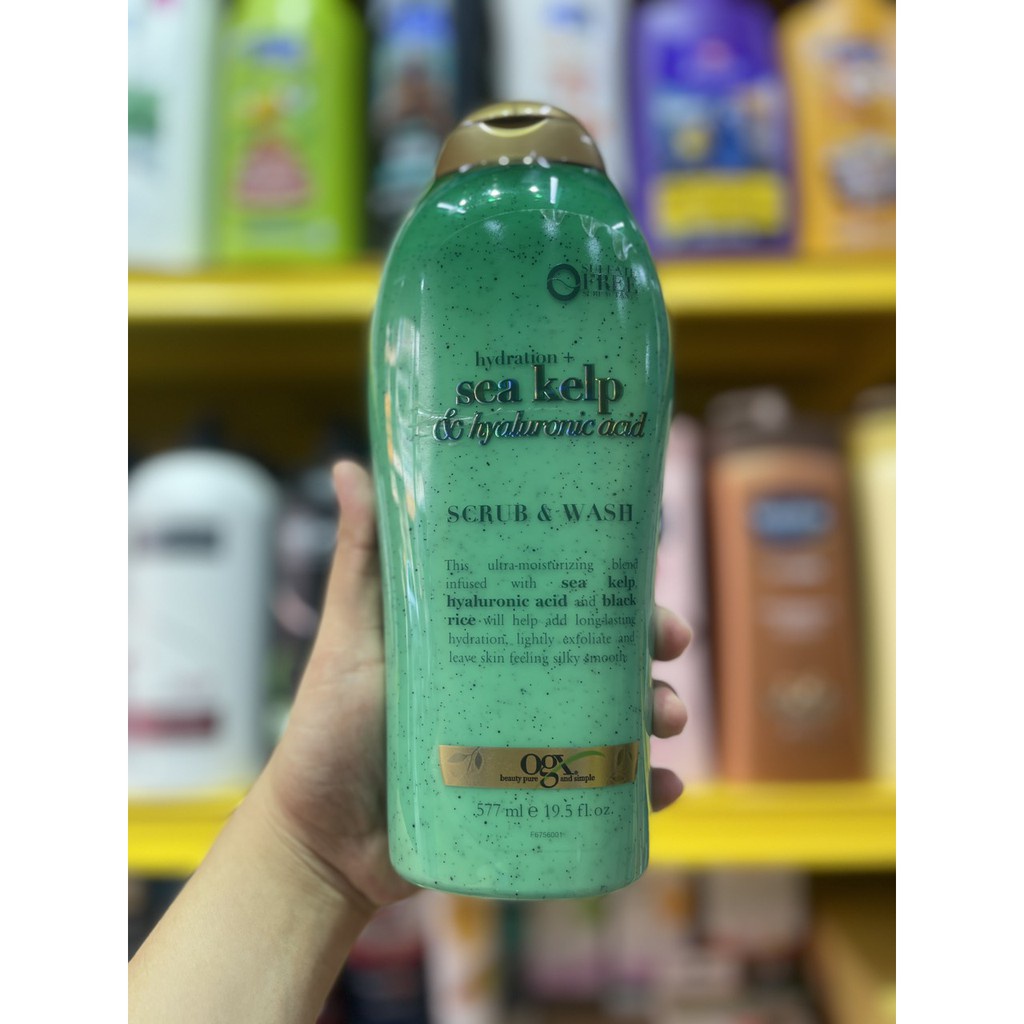 SULFATE
FREE
hydration +
sea kelp
& hyaluronic acid
SCRUB & WASH
This ultra-moisturizing blend
infused with sea kelp,
hyaluronic acid and black
rice will help add long-lasting
hydration, lightly exfoliate and
leave skin feeling silky smooth.
ogx
beauty pure and simple
577 ml e 19.5 fl.oz.
F6756001